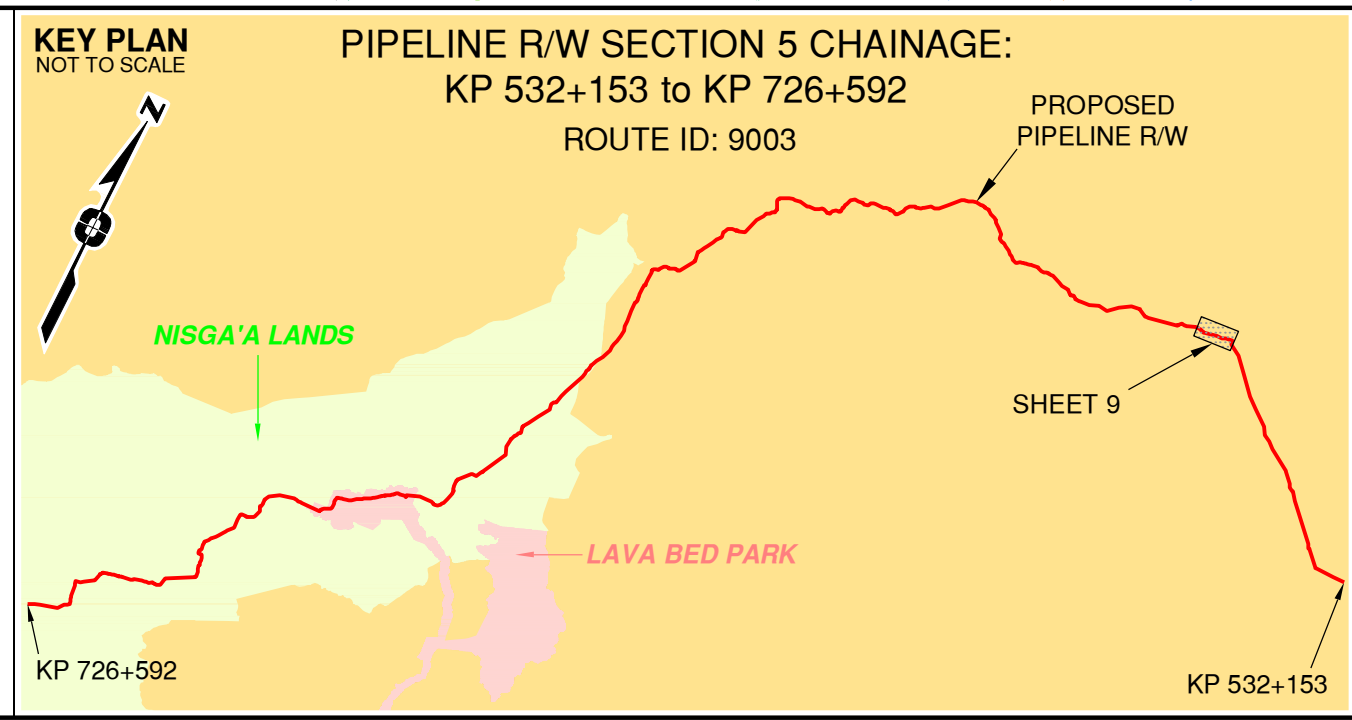 KEY PLAN
NOT TO SCALE
PIPELINE R/W SECTION 5 CHAINAGE:
KP 532+153 to KP 726+592
ROUTE ID: 9003
PROPOSED
PIPELINE R/W
N
NISGA'A LANDS
SHEET 9
LAVA BED PARK
KP 726+592
KP 532+153